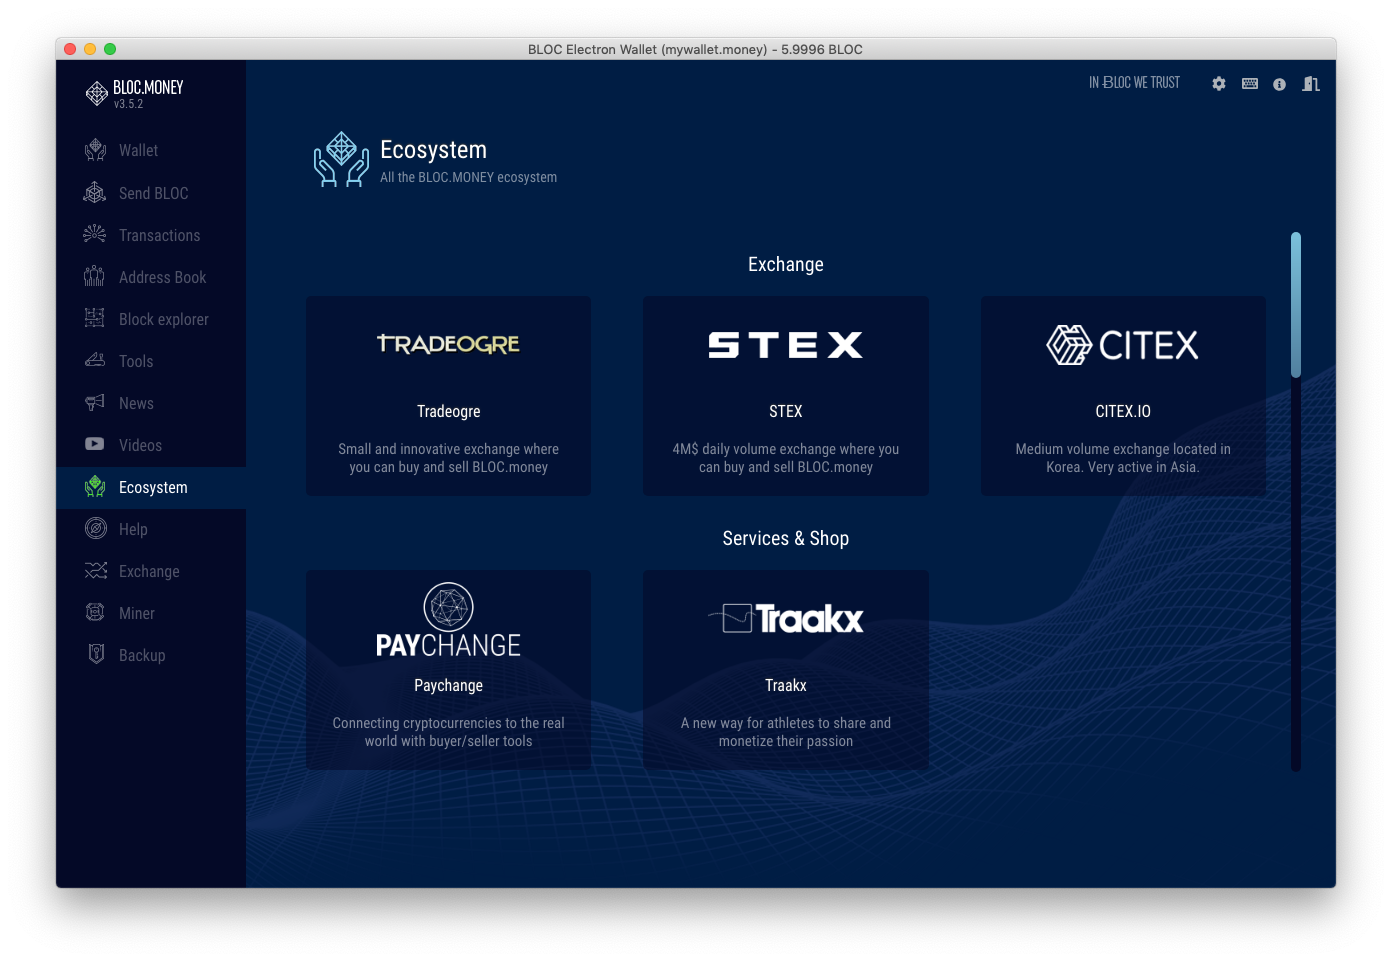 BLOC Electron Wallet (mywallet.money) - 5.9996 BLOC
BLOC.MONEY
v3.5.2
IN BLOC WE TRUST
Wallet
Send BLOC
Transactions
Address Book
Block explorer
Tools
News
Videos
Ecosystem
Help
Exchange
Miner
Backup
Ecosystem
All the BLOC.MONEY ecosystem
Exchange
TRADEOGRE
Tradeogre
Small and innovative exchange where
you can buy and sell BLOC.money
STEX
STEX
4M$ daily volume exchange where you
can buy and sell BLOC.money
CITEX
CITEX.IO
Medium volume exchange located in
Korea. Very active in Asia.
Services & Shop
PAYCHANGE
Paychange
Connecting cryptocurrencies to the real
world with buyer/seller tools
Traakx
Traakx
A new way for athletes to share and
monetize their passion